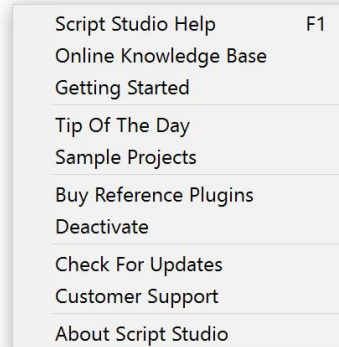 Script Studio Help F1
Online Knowledge Base
Getting Started
Tip Of The Day
Sample Projects
Buy Reference Plugins
Deactivate
Check For Updates
Customer Support
About Script Studio